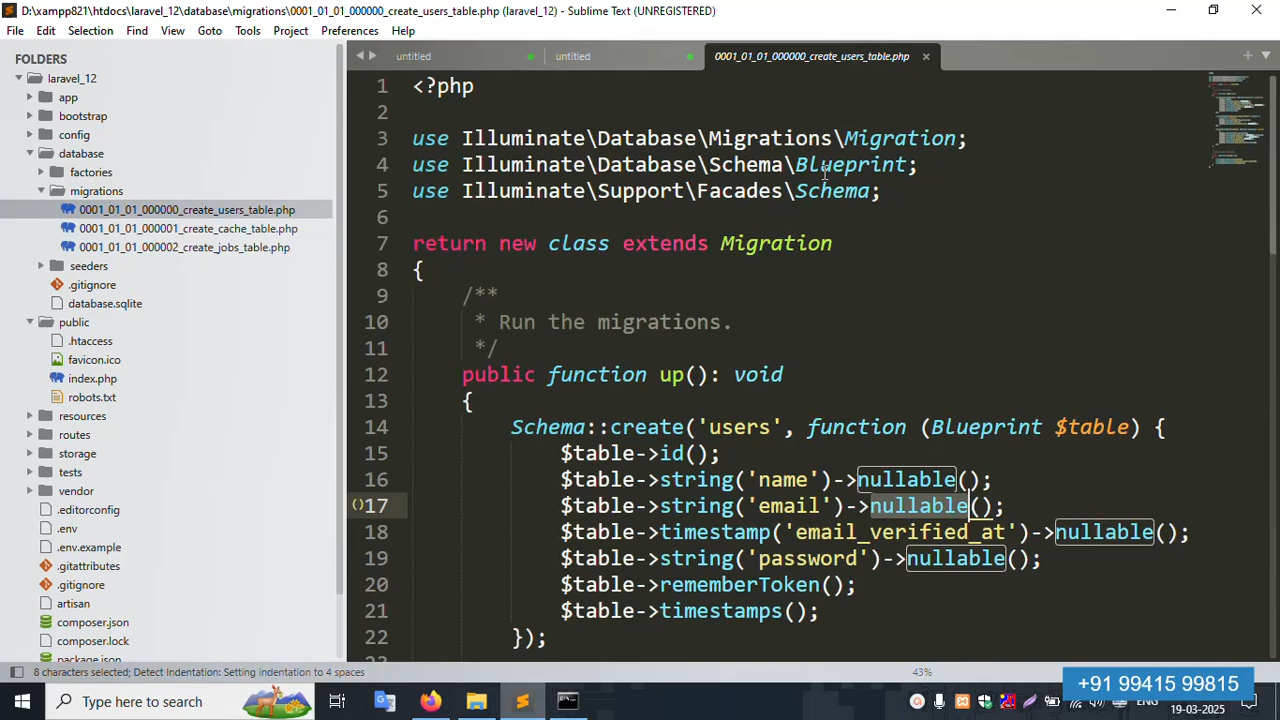 D:\xampp821\htdocs\laravel_12\database\migrations\0001_01_01_000000_create_users_table.php (laravel_12) - Sublime Text (UNREGISTERED)
File Edit Selection Find View Goto Tools Project Preferences Help
FOLDERS
laravel_12
app
bootstrap
config
database
factories
migrations
0001_01_01_000000_create_users_table.php
0001_01_01_000001_create_cache_table.php
0001_01_01_000002_create_jobs_table.php
seeders
.gitignore
database.sqlite
public
.htaccess
favicon.ico
index.php
robots.txt
resources
routes
storage
tests
vendor
.editorconfig
.env
.env.example
.gitattributes
.gitignore
artisan
composer.json
composer.lock
package.json
untitled untitled 0001_01_01_000000_create_users_table.php
1 <?php
2
3 use Illuminate\Database\Migrations\Migration;
4 use Illuminate\Database\Schema\Blueprint;
5 use Illuminate\Support\Facades\Schema;
6
7 return new class extends Migration
8 {
9 /**
10 * Run the migrations.
11 */
12 public function up(): void
13 {
14 Schema::create('users', function (Blueprint $table) {
15 $table->id();
16 $table->string('name')->nullable();
17 $table->string('email')->nullable();
18 $table->timestamp('email_verified_at')->nullable();
19 $table->string('password')->nullable();
20 $table->rememberToken();
21 $table->timestamps();
22 });
8 characters selected; Detect Indentation: Setting indentation to 4 spaces 43%
+91 99415 99815
Type here to search
ENG
19-03-2025